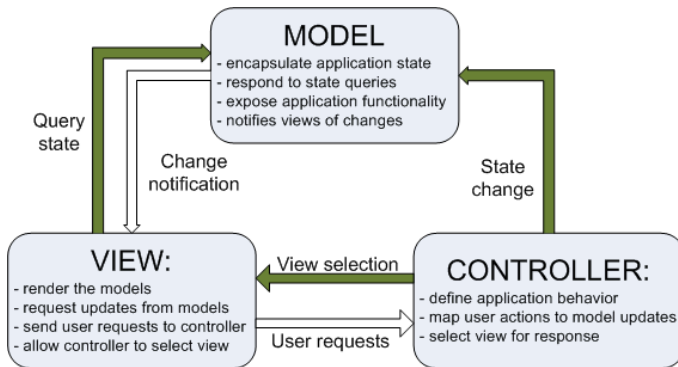 MODEL
- encapsulate application state
- respond to state queries
- expose application functionality
- notifies views of changes
Query
state
Change
notification
State
change
VIEW:
- render the models
- request updates from models
- send user requests to controller
- allow controller to select view
View selection
User requests
CONTROLLER:
- define application behavior
- map user actions to model updates
- select view for response